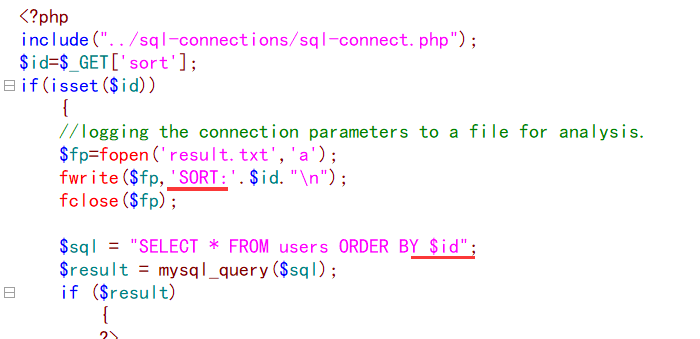 <?php
include("../sql-connections/sql-connect.php");
$id=$_GET['sort'];
if(isset($id))
{
//logging the connection parameters to a file for analysis.
$fp=fopen('result.txt','a');
fwrite($fp,'SORT:'.$id."\n");
fclose($fp);
$sql = "SELECT * FROM users ORDER BY $id";
$result = mysql_query($sql);
if ($result)
{
?>